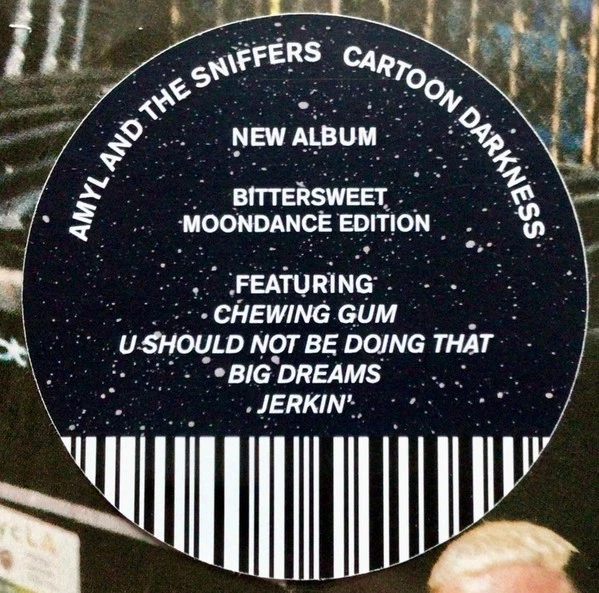 AMYL AND THE SNIFFERS CARTOON DARKNESS
NEW ALBUM
BITTERSWEET
MOONDANCE EDITION
FEATURING
CHEWING GUM
U SHOULD NOT BE DOING THAT
BIG DREAMS
JERKIN'